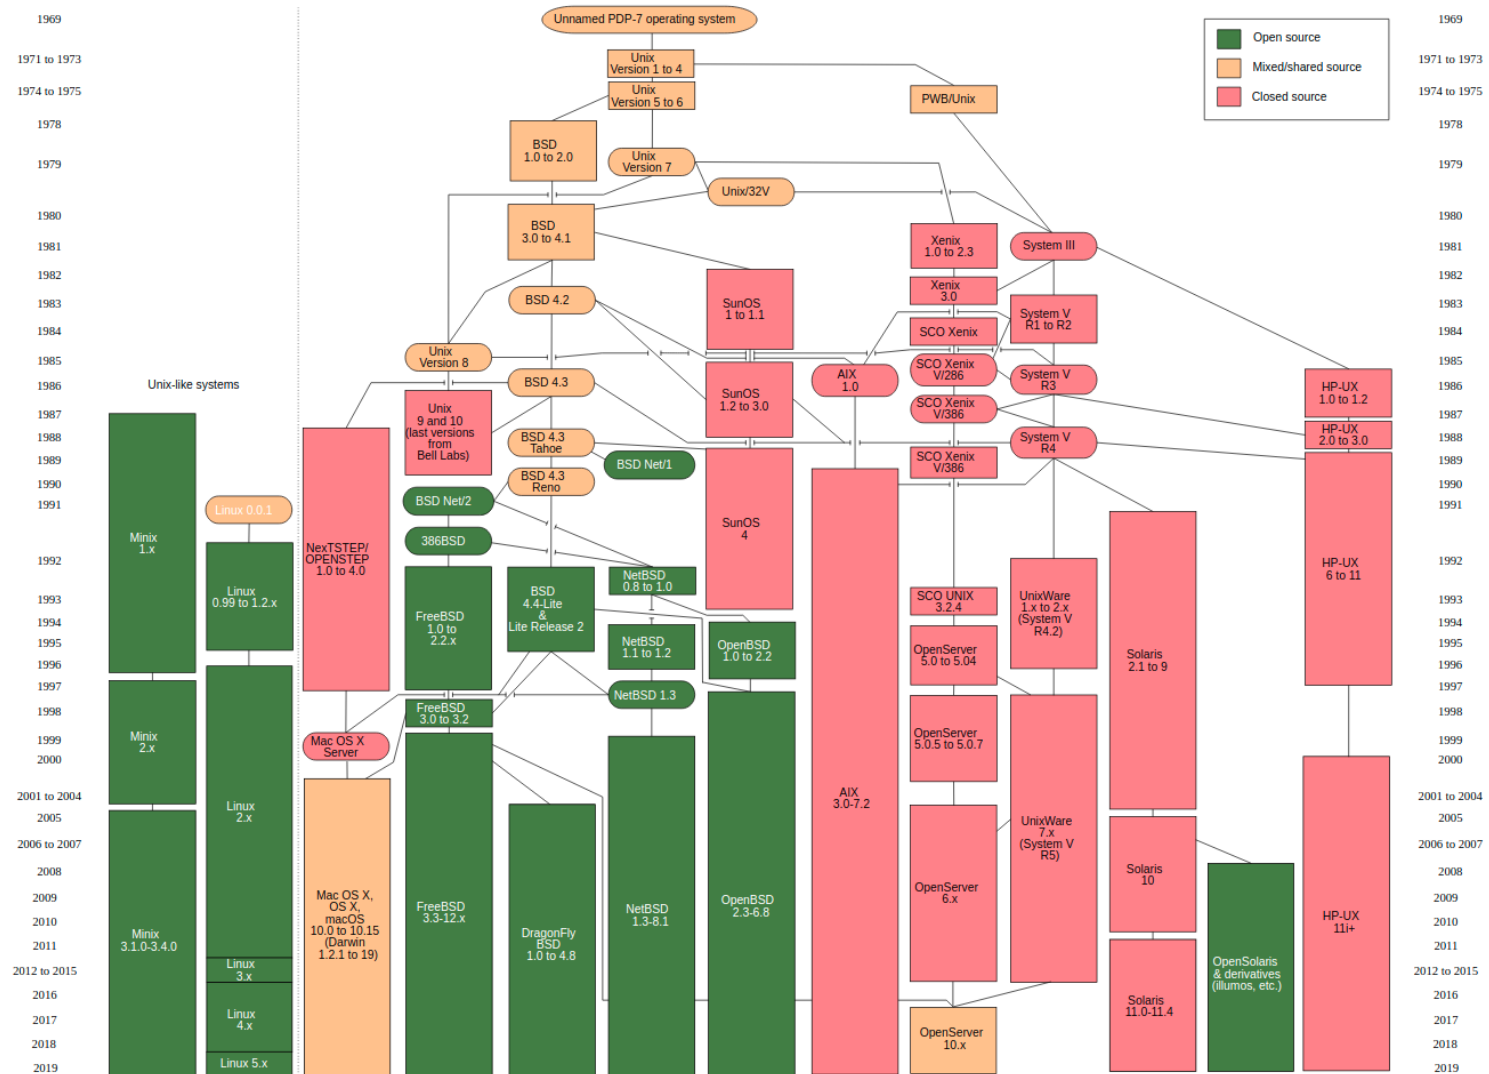 Unnamed PDP-7 operating system
1969
1971 to 1973
1974 to 1975
1978
1979
1980
1981
1982
1983
1984
1985
1986
1987
1988
1989
1990
1991
1992
1993
1994
1995
1996
1997
1998
1999
2000
2001 to 2004
2005
2006 to 2007
2008
2009
2010
2011
2012 to 2015
2016
2017
2018
2019
Unix-like systems
Minix
1.x
Minix
2.x
Minix
3.1.0-3.4.0
Linux 0.0.1
Linux
0.99 to 1.2.x
Linux
2.x
Linux
3.x
Linux
4.x
Linux 5.x
NexTSTEP/
OPENSTEP
1.0 to 4.0
Mac OS X
Server
Mac OS X,
OS X,
macOS
10.0 to 10.15
(Darwin
1.2.1 to 19)
Unix
Version 8
Unix
9 and 10
(last versions
from
Bell Labs)
BSD Net/2
386BSD
FreeBSD
1.0 to
2.2.x
FreeBSD
3.0 to 3.2
FreeBSD
3.3-12.x
BSD
1.0 to 2.0
BSD
3.0 to 4.1
BSD 4.2
BSD 4.3
BSD 4.3
Tahoe
BSD 4.3
Reno
BSD
4.4-Lite
&
Lite Release 2
DragonFly
BSD
1.0 to 4.8
Unix
Version 1 to 4
Unix
Version 5 to 6
Unix
Version 7
BSD Net/1
NetBSD
0.8 to 1.0
NetBSD
1.1 to 1.2
NetBSD 1.3
NetBSD
1.3-8.1
Unix/32V
SunOS
1 to 1.1
SunOS
1.2 to 3.0
SunOS
4
OpenBSD
1.0 to 2.2
OpenBSD
2.3-6.8
AIX
1.0
AIX
3.0-7.2
PWB/Unix
Xenix
1.0 to 2.3
Xenix
3.0
SCO Xenix
SCO Xenix
V/286
SCO Xenix
V/386
SCO Xenix
V/386
SCO UNIX
3.2.4
OpenServer
5.0 to 5.04
OpenServer
5.0.5 to 5.0.7
OpenServer
6.x
OpenServer
10.x
System III
System V
R1 to R2
System V
R3
System V
R4
UnixWare
1.x to 2.x
(System V
R4.2)
UnixWare
7.x
(System V
R5)
Solaris
2.1 to 9
Solaris
10
Solaris
11.0-11.4
OpenSolaris
& derivatives
(illumos, etc.)
HP-UX
1.0 to 1.2
HP-UX
2.0 to 3.0
HP-UX
6 to 11
HP-UX
11i+
Open source
Mixed/shared source
Closed source
1969
1971 to 1973
1974 to 1975
1978
1979
1980
1981
1982
1983
1984
1985
1986
1987
1988
1989
1990
1991
1992
1993
1994
1995
1996
1997
1998
1999
2000
2001 to 2004
2005
2006 to 2007
2008
2009
2010
2011
2012 to 2015
2016
2017
2018
2019